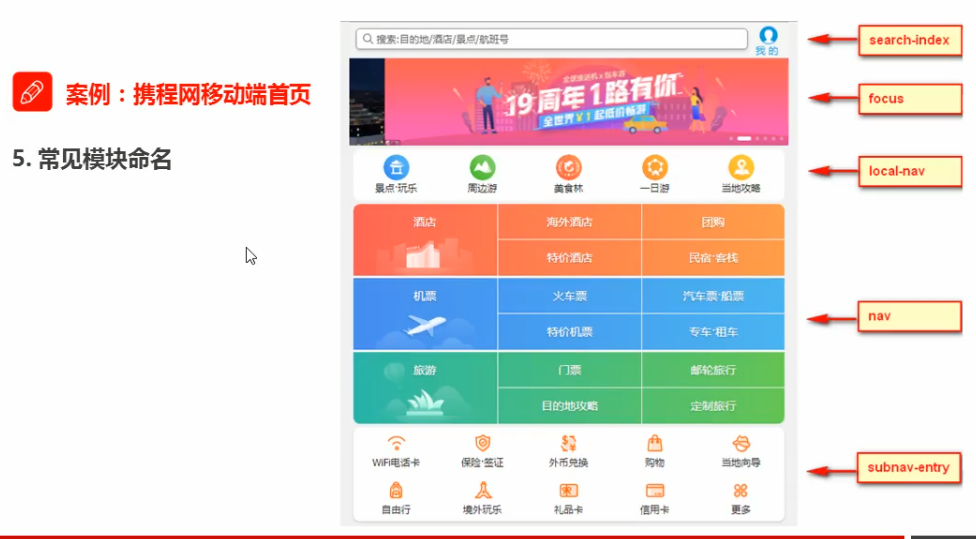 搜索:目的地/酒店/景点/航班号
我的
search-index
案例：携程网移动端首页
全球旅拍机 x 包车游
19周年1路有你
全世界¥1起低价畅游
focus
5. 常见模块命名
景点·玩乐 周边游 美食林 一日游 当地攻略
local-nav
酒店 海外酒店 团购
特价酒店 民宿·客栈
机票 火车票 汽车票·船票
nav
特价机票 专车·租车
旅游 门票 邮轮旅行
目的地攻略 定制旅行
WiFi电话卡 保险·签证 外币兑换 购物 当地向导
subnav-entry
自由行 境外玩乐 礼品卡 信用卡 更多